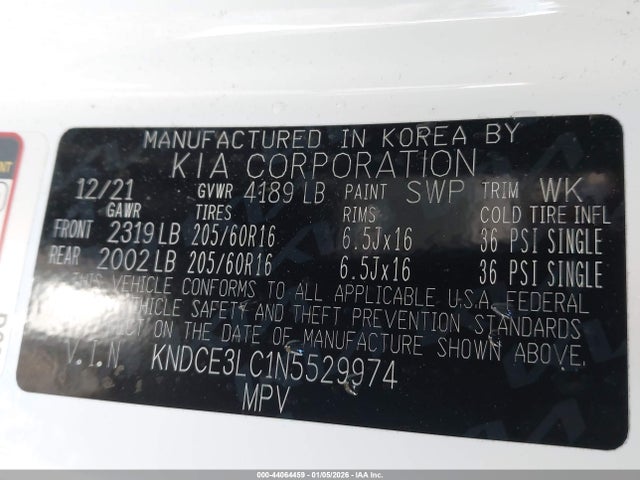 MANUFACTURED IN KOREA BY
KIA CORPORATION
12/21 GVWR 4189 LB PAINT SWP TRIM WK
GAWR TIRES RIMS COLD TIRE INFL
FRONT 2319 LB 205/60R16 6.5Jx16 36 PSI SINGLE
REAR 2002 LB 205/60R16 6.5Jx16 36 PSI SINGLE
THIS VEHICLE CONFORMS TO ALL APPLICABLE U.S.A. FEDERAL
VEHICLE SAFETY AND THEFT PREVENTION STANDARDS
ON THE DATE OF MANUFACTURE SHOWN ABOVE.
V.I.N. KNDCE3LC1N5529974
MPV
000-44064459 - 01/05/2026 - IAA Inc.